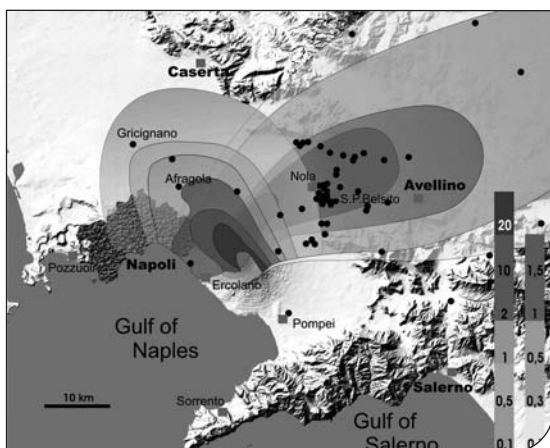 Caserta
Gricignano
Afragola
Nola
Avellino
S.P.Belsito
Pozzuoli
Napoli
Ercolano
Pompei
Gulf of
Naples
10 km
Sorrento
Salerno
Gulf of
Salerno
20
10
2
1
0,5
0,1
1,5
1
0,5
0,3